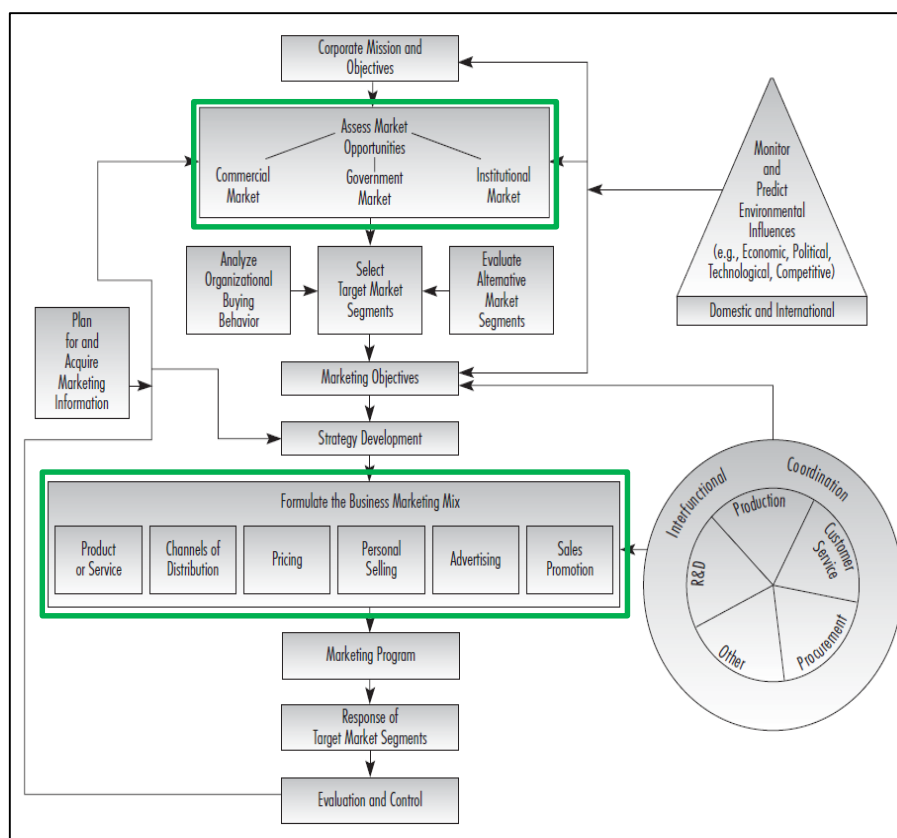 Corporate Mission and
Objectives
Assess Market
Opportunities
Commercial
Market
Government
Market
Institutional
Market
Monitor
and
Predict
Environmental
Influences
(e.g., Economic, Political,
Technological, Competitive)
Domestic and International
Analyze
Organizational
Buying
Behavior
Select
Target Market
Segments
Evaluate
Alternative
Market
Segments
Plan
for and
Acquire
Marketing
Information
Marketing Objectives
Strategy Development
Formulate the Business Marketing Mix
Product
or Service
Channels of
Distribution
Pricing
Personal
Selling
Advertising
Sales
Promotion
Interfunctional
Coordination
Production
Customer
Service
R&D
Procurement
Other
Marketing Program
Response of
Target Market Segments
Evaluation and Control